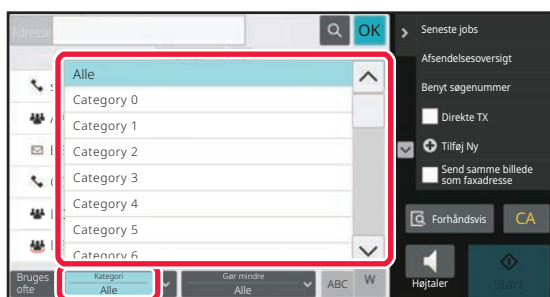 Adresse
OK
Alle
Category 0
Category 1
Category 2
Category 3
Category 4
Category 5
Category 6
Bruges
ofte
Kategori
Alle
Gør mindre
Alle
ABC
W
Seneste jobs
Afsendelsesoversigt
Benyt søgenummer
Direkte TX
Tilføj Ny
Send samme billede
som faxadresse
Forhåndsvis
CA
Højtaler
Start